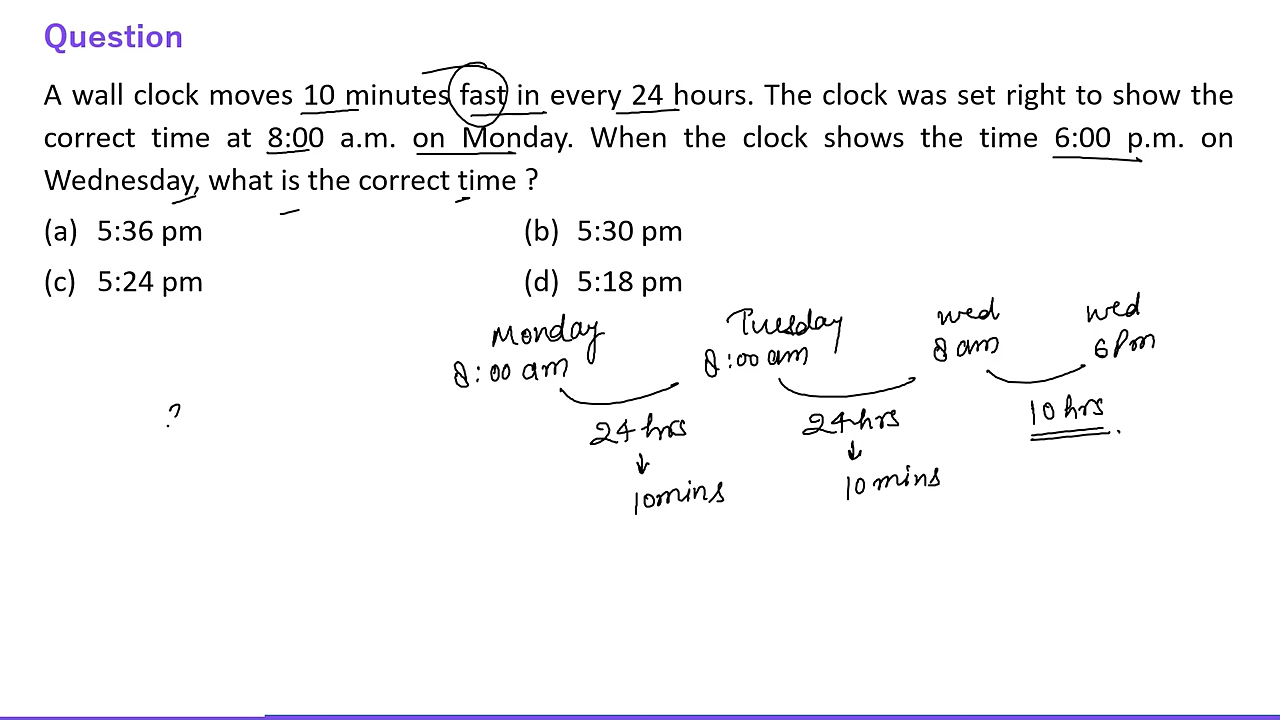 Question
A wall clock moves 10 minutes fast in every 24 hours. The clock was set right to show the
correct time at 8:00 a.m. on Monday. When the clock shows the time 6:00 p.m. on
Wednesday, what is the correct time ?
(a) 5:36 pm (b) 5:30 pm
(c) 5:24 pm (d) 5:18 pm
Monday Tuesday wed wed
8:00 am 8:00 am 8 am 6 Pm
? 24 hrs 24hrs 10 hrs
10mins 10 mins